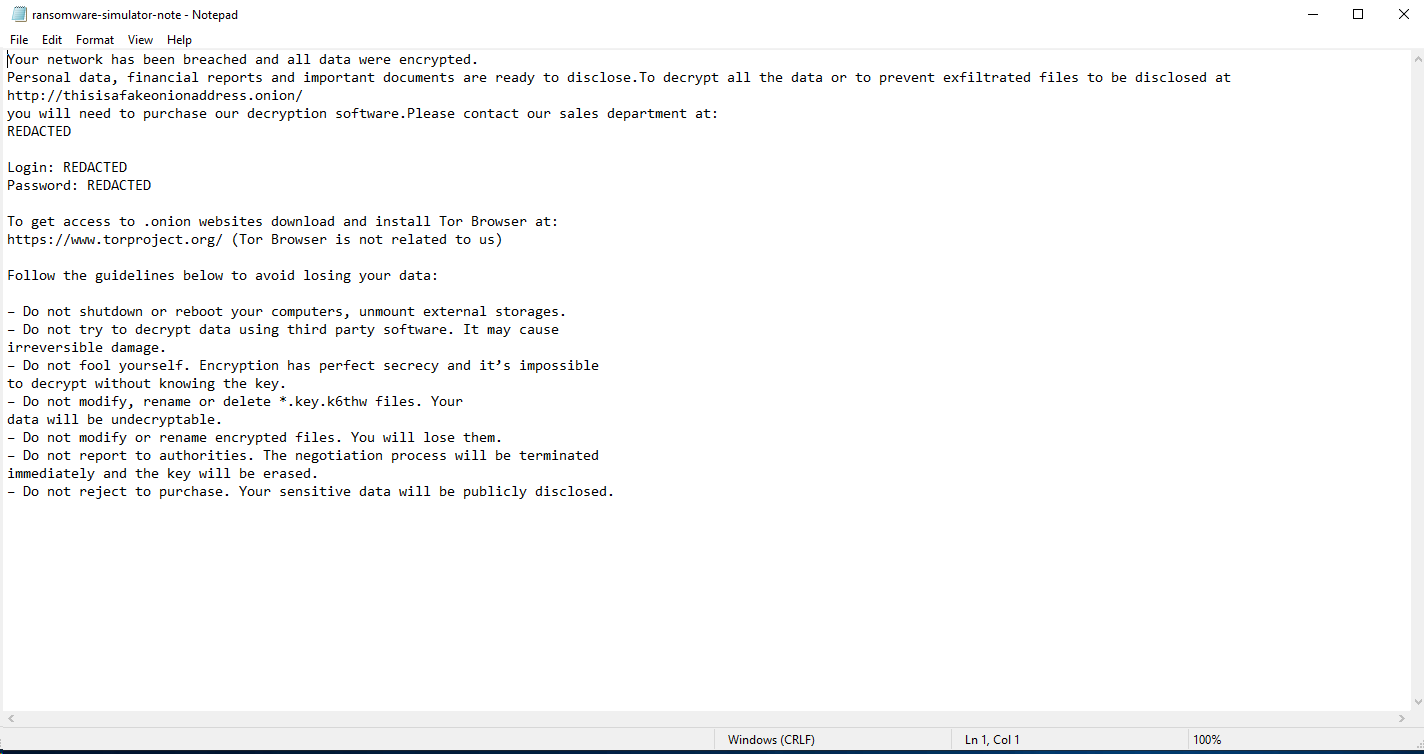 ransomware-simulator-note - Notepad
File Edit Format View Help
Your network has been breached and all data were encrypted.
Personal data, financial reports and important documents are ready to disclose.To decrypt all the data or to prevent exfiltrated files to be disclosed at
http://thisisafakeonionaddress.onion/
you will need to purchase our decryption software.Please contact our sales department at:
REDACTED
Login: REDACTED
Password: REDACTED
To get access to .onion websites download and install Tor Browser at:
https://www.torproject.org/ (Tor Browser is not related to us)
Follow the guidelines below to avoid losing your data:
– Do not shutdown or reboot your computers, unmount external storages.
– Do not try to decrypt data using third party software. It may cause
irreversible damage.
– Do not fool yourself. Encryption has perfect secrecy and it’s impossible
to decrypt without knowing the key.
– Do not modify, rename or delete *.key.k6thw files. Your
data will be undecryptable.
– Do not modify or rename encrypted files. You will lose them.
– Do not report to authorities. The negotiation process will be terminated
immediately and the key will be erased.
– Do not reject to purchase. Your sensitive data will be publicly disclosed.
Windows (CRLF) Ln 1, Col 1 100%